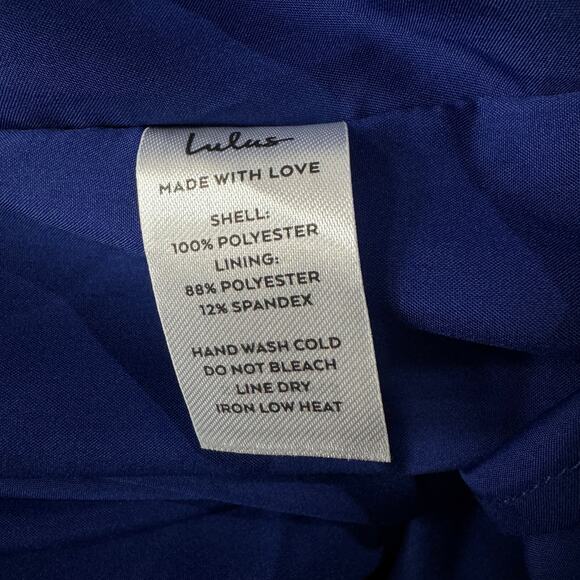 Lulus
MADE WITH LOVE
SHELL:
100% POLYESTER
LINING:
88% POLYESTER
12% SPANDEX
HAND WASH COLD
DO NOT BLEACH
LINE DRY
IRON LOW HEAT